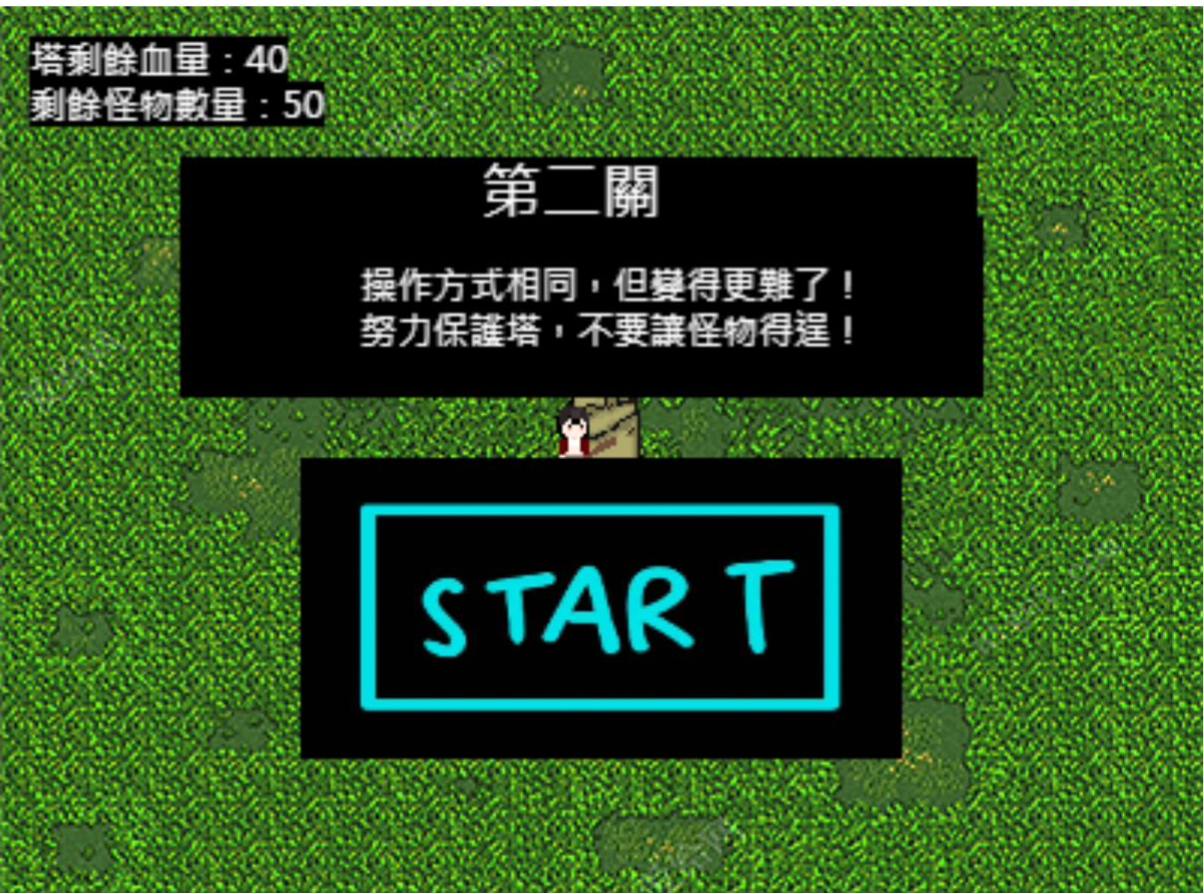 塔剩餘血量：40
剩餘怪物數量：50
第二關
操作方式相同，但變得更難了！
努力保護塔，不要讓怪物得逞！
START